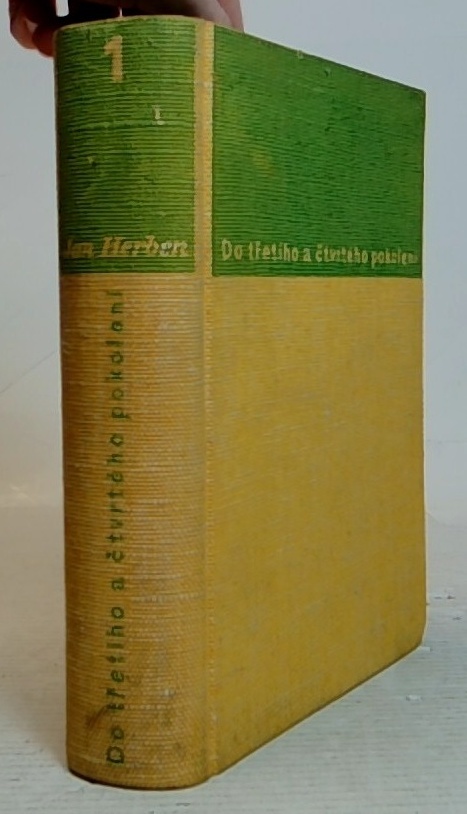 1
Jan Herben
Do třetího a čtvrtého pokolení
Do třetího a čtvrtého pokolení